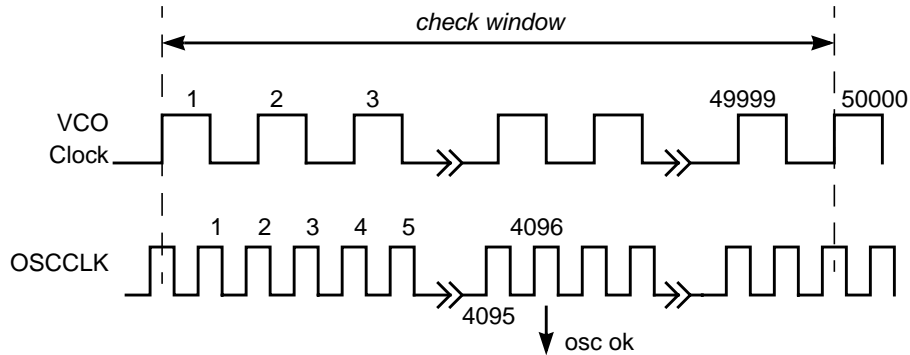 check window
1 2 3 49999 50000
VCO
Clock
1 2 3 4 5 4096
OSCCLK
4095
osc ok